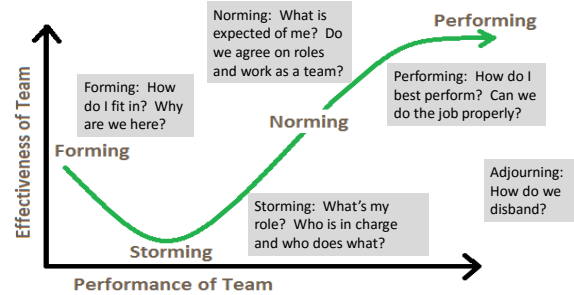 Norming: What is
expected of me? Do
we agree on roles
and work as a team?
Performing
Forming: How
do I fit in? Why
are we here?
Performing: How do I
best perform? Can we
do the job properly?
Norming
Forming
Adjourning:
How do we
disband?
Storming: What's my
role? Who is in charge
and who does what?
Storming
Effectiveness of Team
Performance of Team